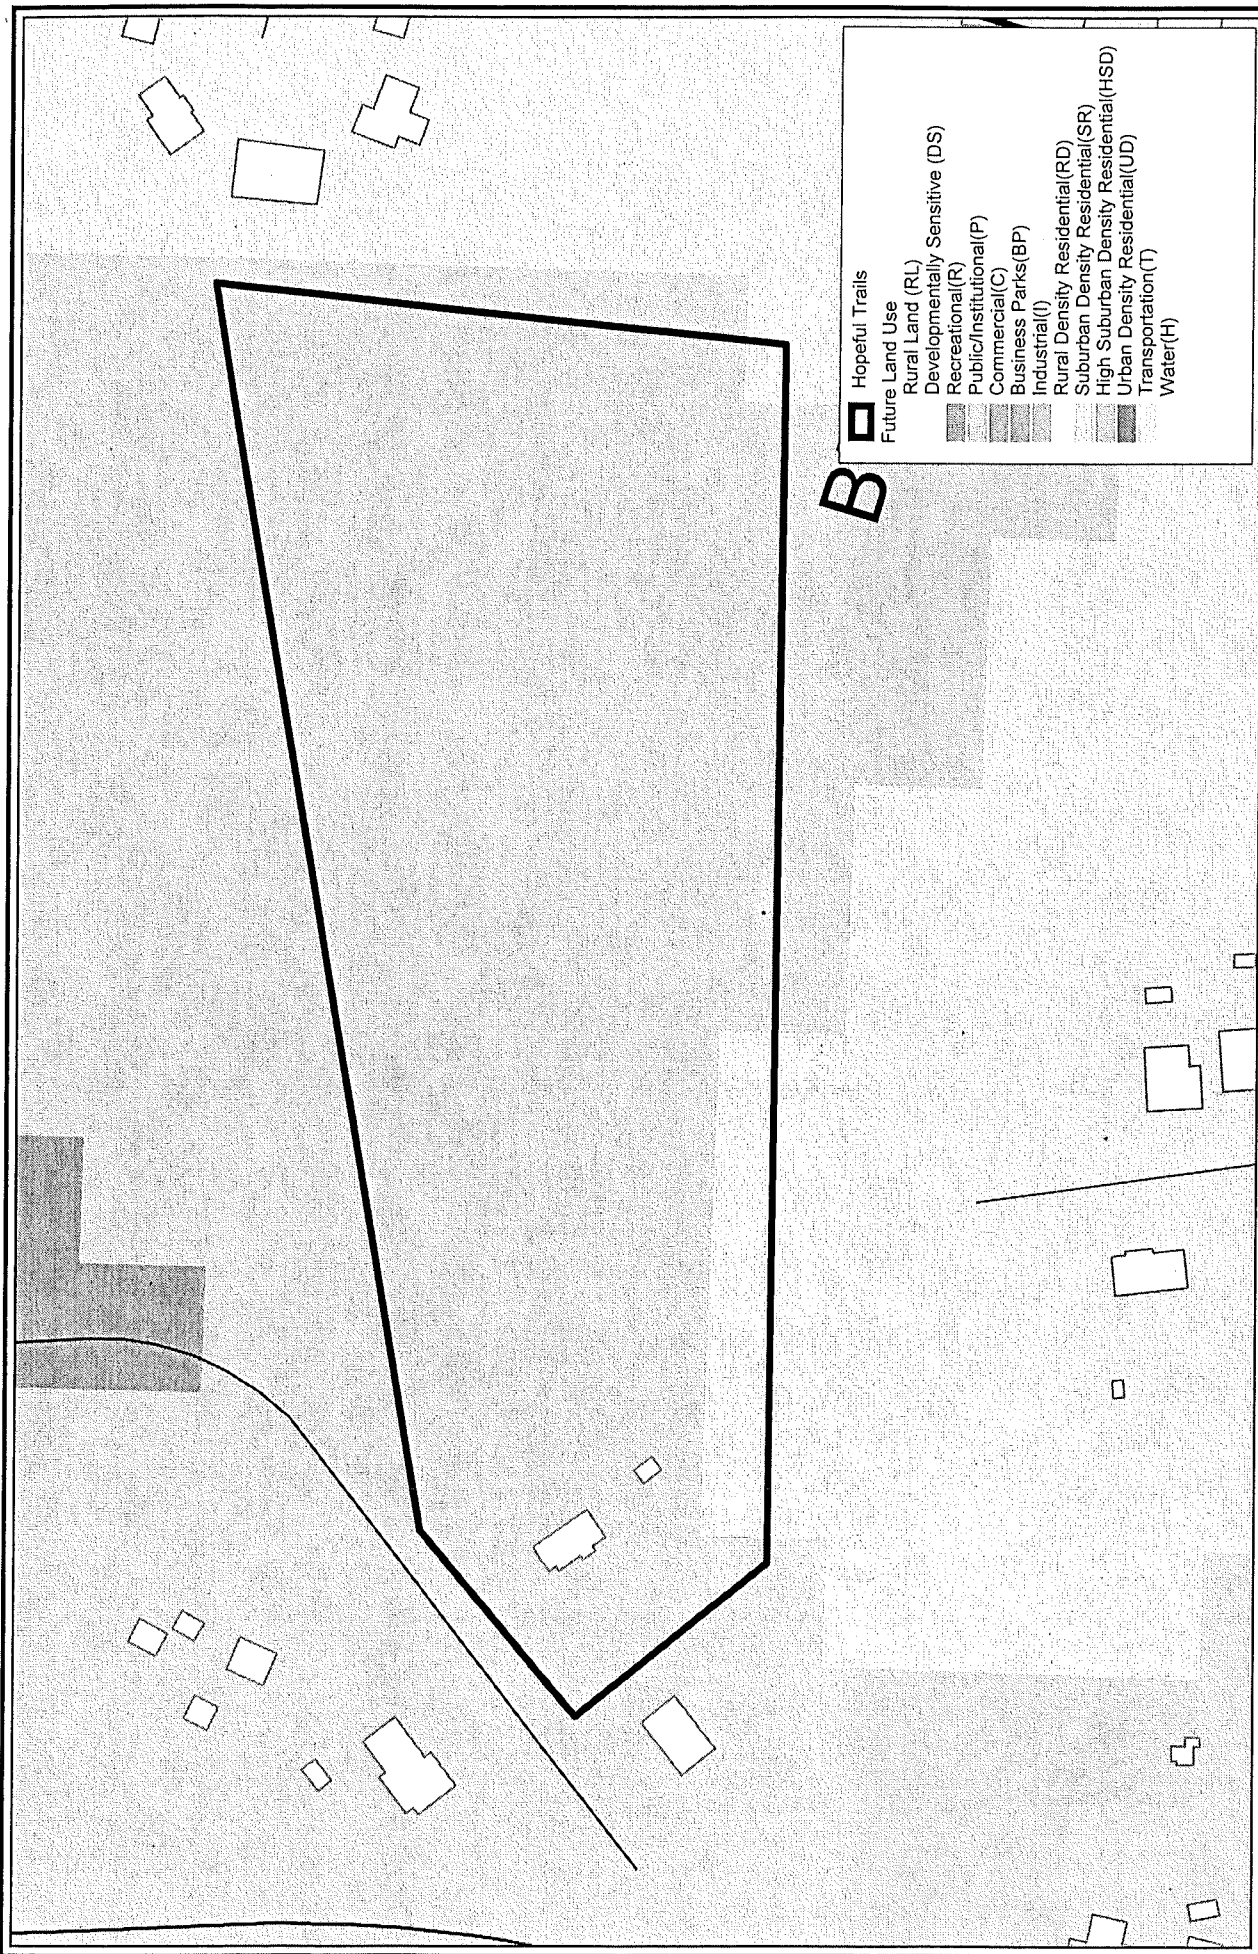 Hopeful Trails
Future Land Use
Rural Land (RL)
Developmentally Sensitive (DS)
Recreational(R)
Public/Institutional(P)
Commercial(C)
Business Parks(BP)
Industrial(I)
Rural Density Residential(RD)
Suburban Density Residential(SR)
High Suburban Density Residential(HSD)
Urban Density Residential(UD)
Transportation(T)
Water(H)
B